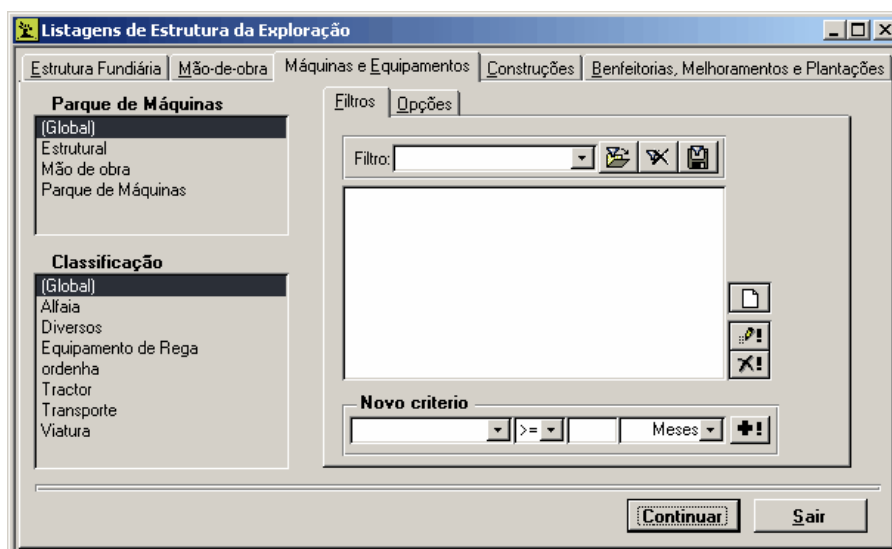 Listagens de Estrutura da Exploração
Estrutura Fundiária Mão-de-obra Máquinas e Equipamentos Construções Benfeitorias, Melhoramentos e Plantações
Parque de Máquinas
(Global)
Estrutural
Mão de obra
Parque de Máquinas
Classificação
(Global)
Alfaia
Diversos
Equipamento de Rega
ordenha
Tractor
Transporte
Viatura
Filtros Opções
Filtro:
Novo criterio
>= Meses
Continuar Sair